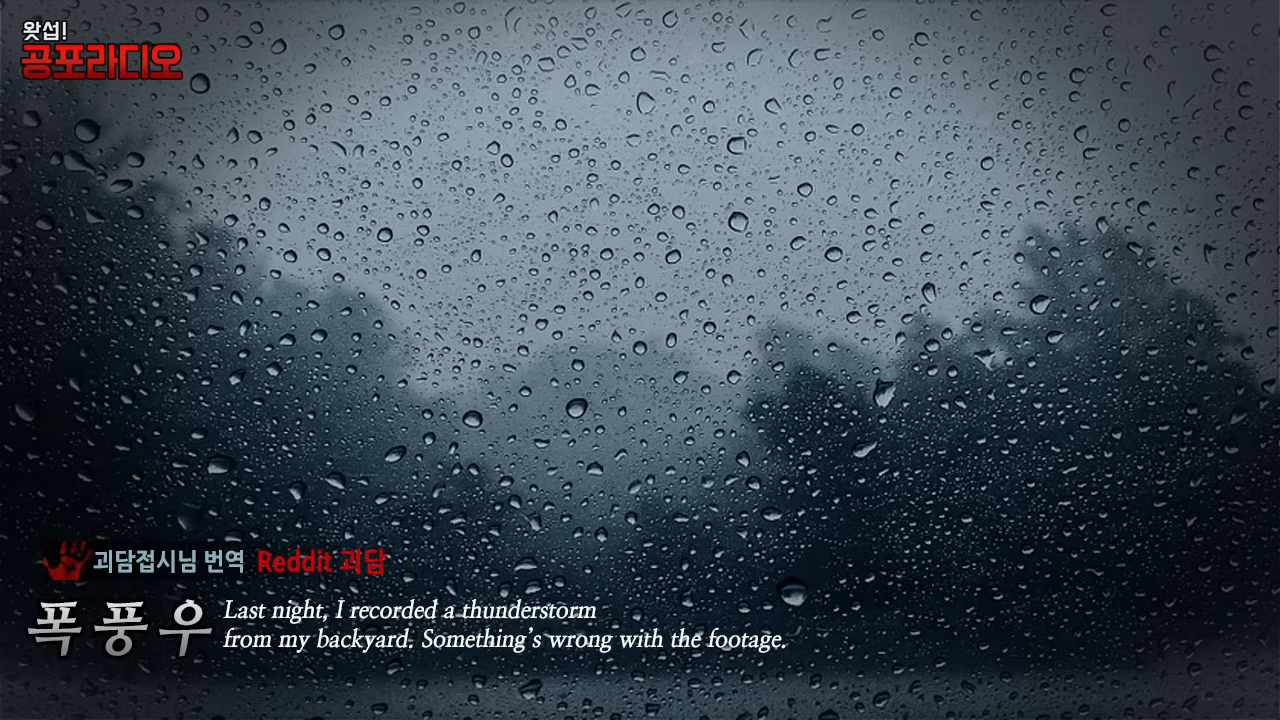 왓섭!
공포라디오
괴담접시님 번역 Reddit 괴담
폭풍우
Last night, I recorded a thunderstorm
from my backyard. Something's wrong with the footage.